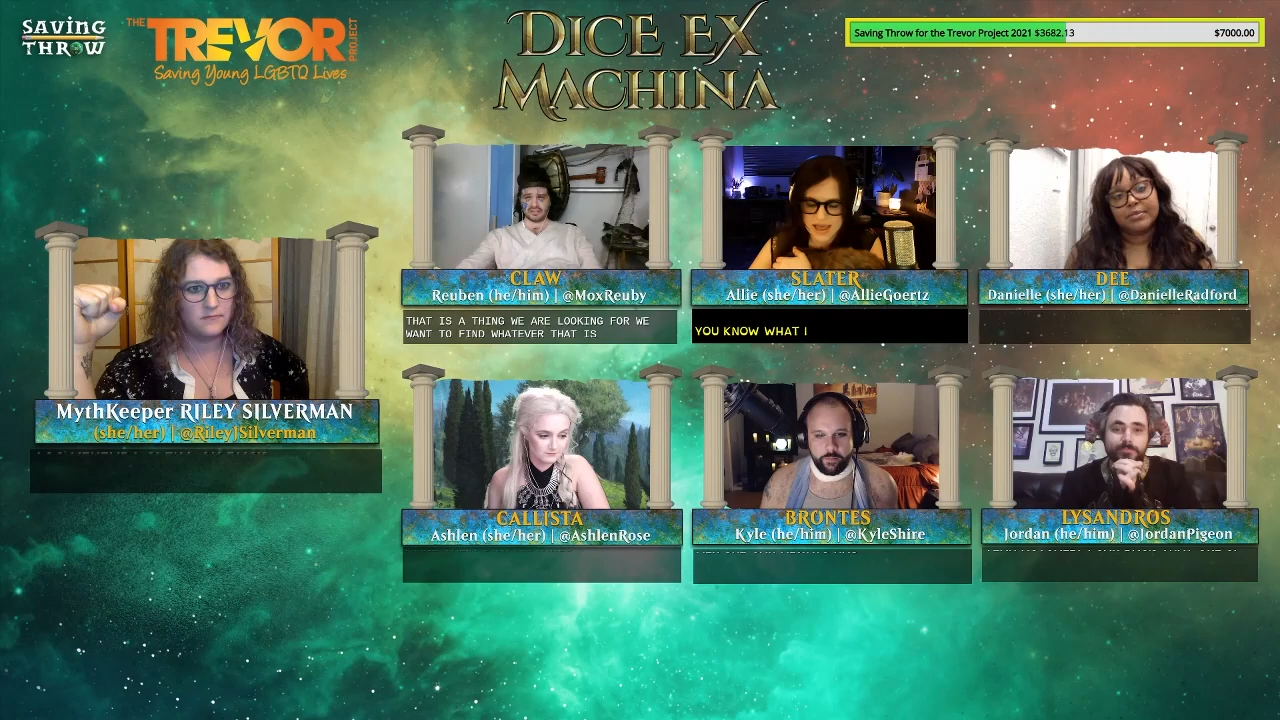 SAVING
THROW
THE
TREVOR
PROJECT
Saving Young LGBTQ Lives
DICE EX
MACHINA
Saving Throw for the Trevor Project 2021 $3682.13
$7000.00
CLAW
Reuben (he/him) | @MoxReuby
THAT IS A THING WE ARE LOOKING FOR WE
WANT TO FIND WHATEVER THAT IS
SLATER
Allie (she/her) | @AllieGoertz
YOU KNOW WHAT I
DEE
Danielle (she/her) | @DanielleRadford
MythKeeper RILEY SILVERMAN
(she/her) | @RileyJSilverman
CALLISTA
Ashlen (she/her) | @AshlenRose
BRONTES
Kyle (he/him) | @KyleShire
LYSANDROS
Jordan (he/him) | @JordanPigeon